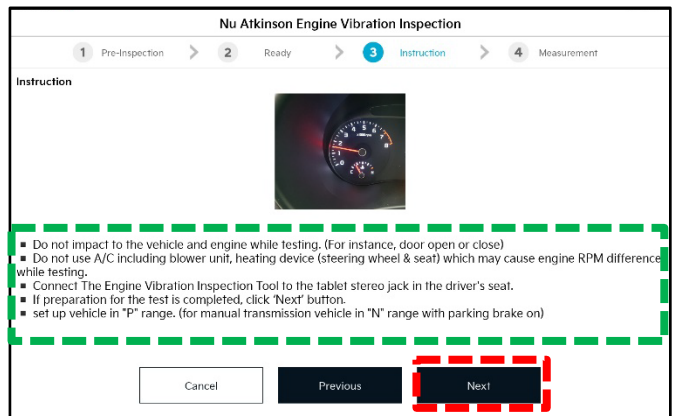 Nu Atkinson Engine Vibration Inspection
1 Pre-Inspection > 2 Ready > 3 Instruction > 4 Measurement
Instruction
▪ Do not impact to the vehicle and engine while testing. (For instance, door open or close)
▪ Do not use A/C including blower unit, heating device (steering wheel & seat) which may cause engine RPM difference
while testing.
▪ Connect The Engine Vibration Inspection Tool to the tablet stereo jack in the driver's seat.
▪ If preparation for the test is completed, click 'Next' button.
▪ set up vehicle in "P" range. (for manual transmission vehicle in "N" range with parking brake on)
Cancel Previous Next